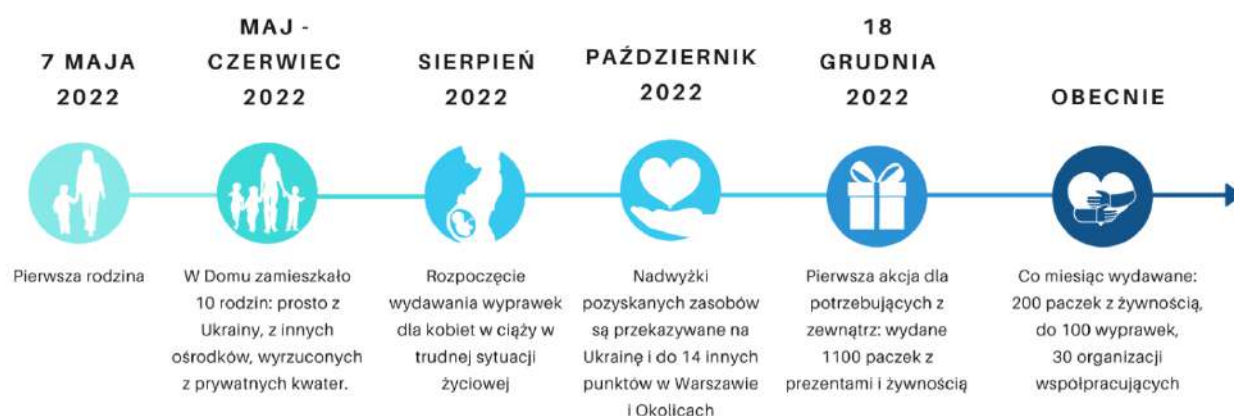 7 MAJA
2022
Pierwsza rodzina
MAJ -
CZERWIEC
2022
W Domu zamieszkało
10 rodzin: prosto z
Ukrainy, z innych
ośrodków, wyrzuconych
z prywatnych kwater.
SIERPIEŃ
2022
Rozpoczęcie
wydawania wyprawek
dla kobiet w ciąży w
trudnej sytuacji
życiowej
PAŹDZIERNIK
2022
Nadwyżki
pozyskanych zasobów
są przekazywane na
Ukrainę i do 14 innych
punktów w Warszawie
i Okolicach
18
GRUDNIA
2022
Pierwsza akcja dla
potrzebujących z
zewnątrz: wydane
1100 paczek z
prezentami i żywnością
OBECNIE
Co miesiąc wydawane:
200 paczek z żywnością,
do 100 wyprawek,
30 organizacji
współpracujących